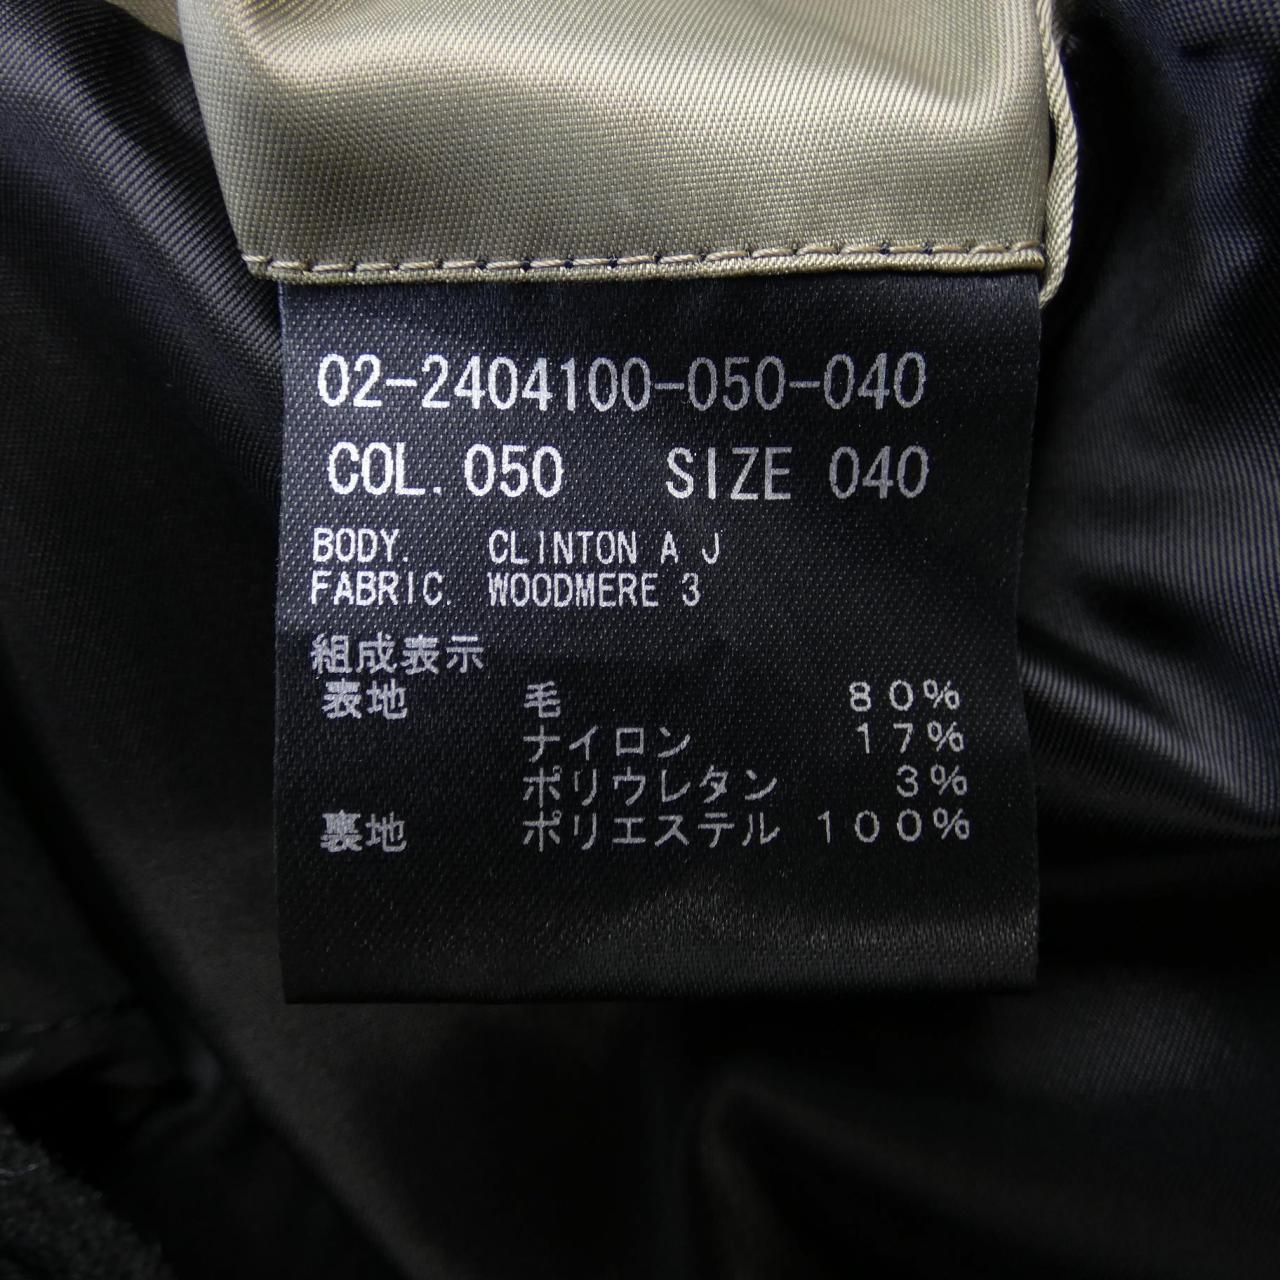 02-2404100-050-040
COL. 050 SIZE 040
BODY. CLINTON A J
FABRIC. WOODMERE 3
組成表示
表地 毛 80%
ナイロン 17%
ポリウレタン 3%
裏地 ポリエステル 100%